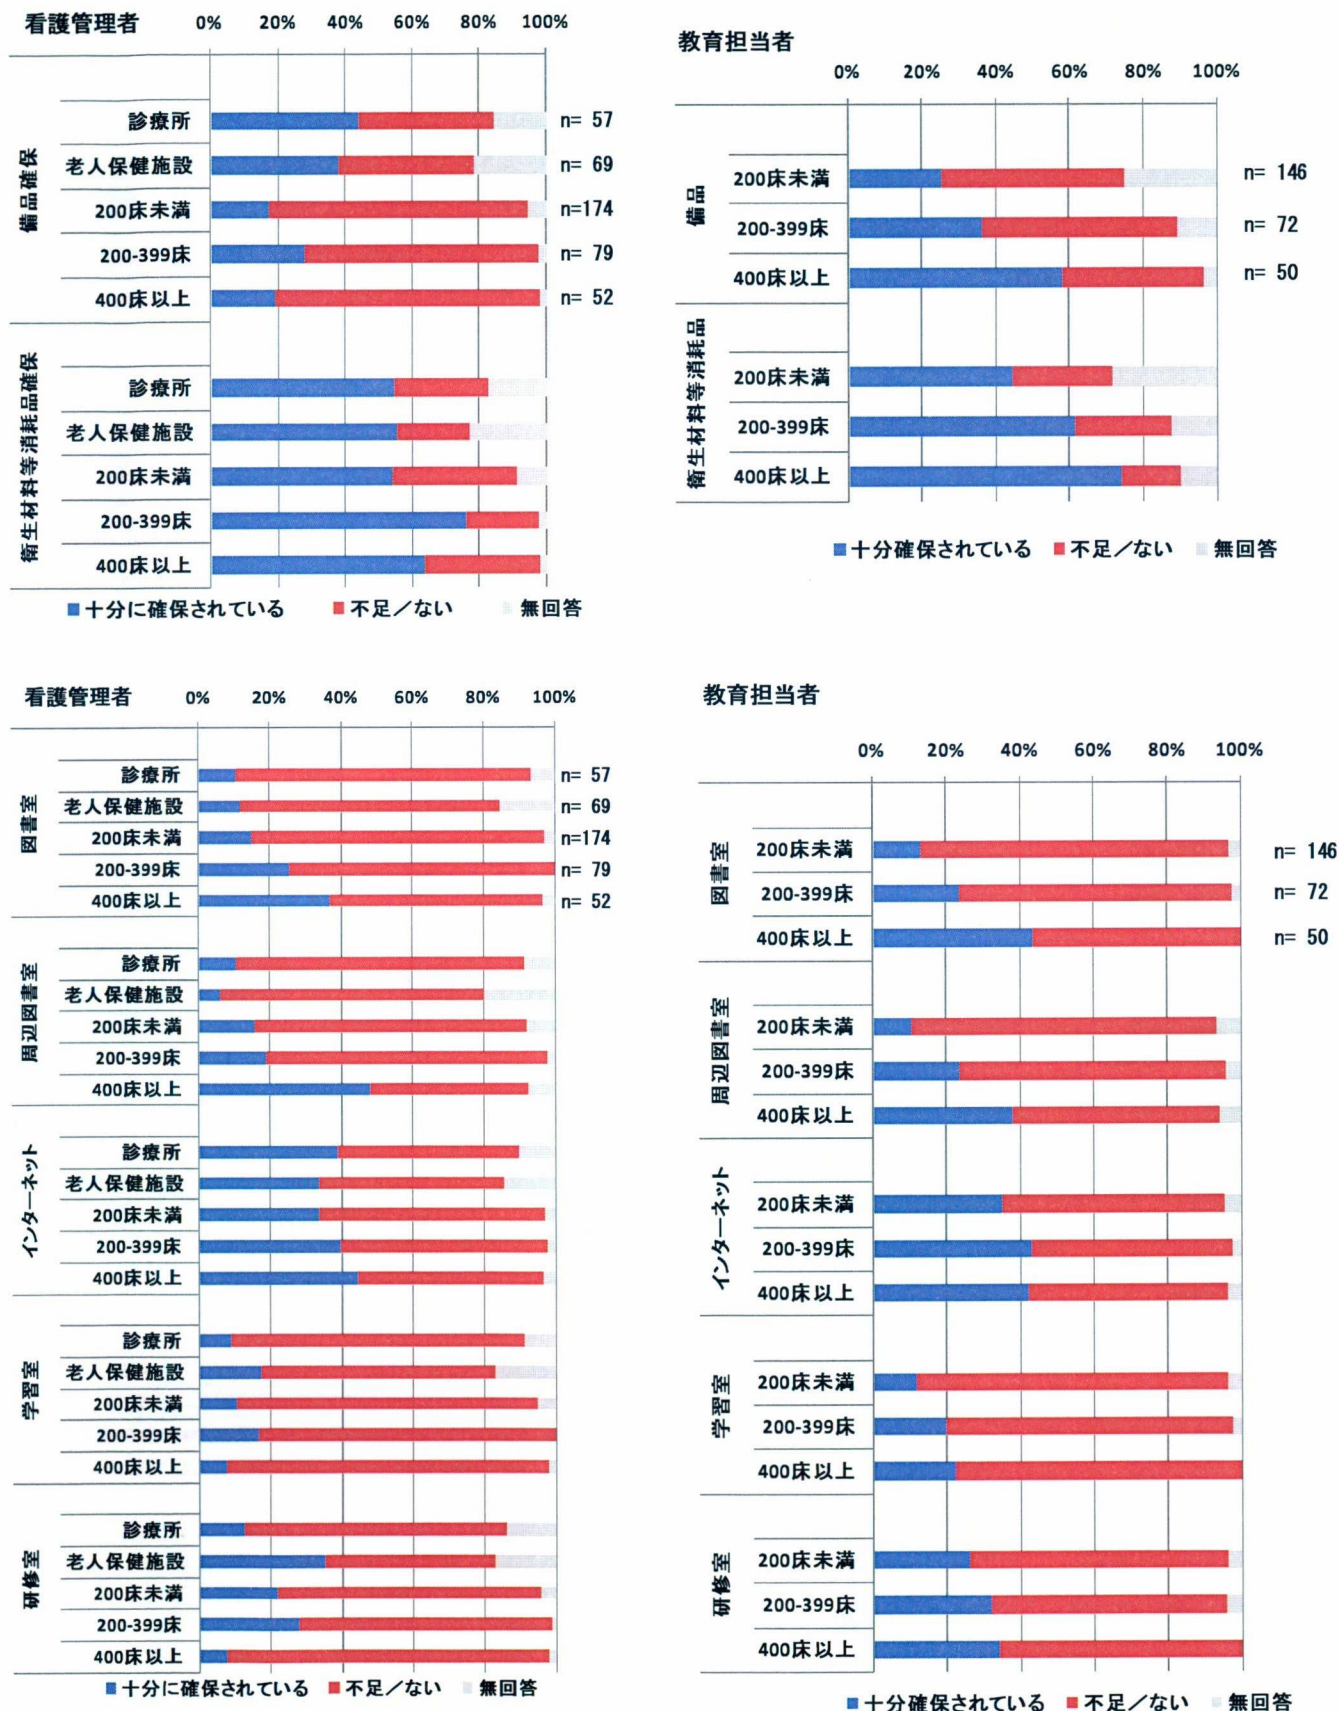 看護管理者
0% 20% 40% 60% 80% 100%
備品確保
診療所 n= 57
老人保健施設 n= 69
200床未満 n=174
200-399床 n= 79
400床以上 n= 52
衛生材料等消耗品確保
診療所
老人保健施設
200床未満
200-399床
400床以上
十分に確保されている 不足／ない 無回答
教育担当者
0% 20% 40% 60% 80% 100%
備品
200床未満 n= 146
200-399床 n= 72
400床以上 n= 50
衛生材料等消耗品
200床未満
200-399床
400床以上
十分確保されている 不足／ない 無回答
看護管理者
0% 20% 40% 60% 80% 100%
図書室
診療所 n= 57
老人保健施設 n= 69
200床未満 n=174
200-399床 n= 79
400床以上 n= 52
周辺図書室
診療所
老人保健施設
200床未満
200-399床
400床以上
インターネット
診療所
老人保健施設
200床未満
200-399床
400床以上
学習室
診療所
老人保健施設
200床未満
200-399床
400床以上
研修室
診療所
老人保健施設
200床未満
200-399床
400床以上
十分に確保されている 不足／ない 無回答
教育担当者
0% 20% 40% 60% 80% 100%
図書室
200床未満 n= 146
200-399床 n= 72
400床以上 n= 50
周辺図書室
200床未満
200-399床
400床以上
インターネット
200床未満
200-399床
400床以上
学習室
200床未満
200-399床
400床以上
研修室
200床未満
200-399床
400床以上
十分確保されている 不足／ない 無回答